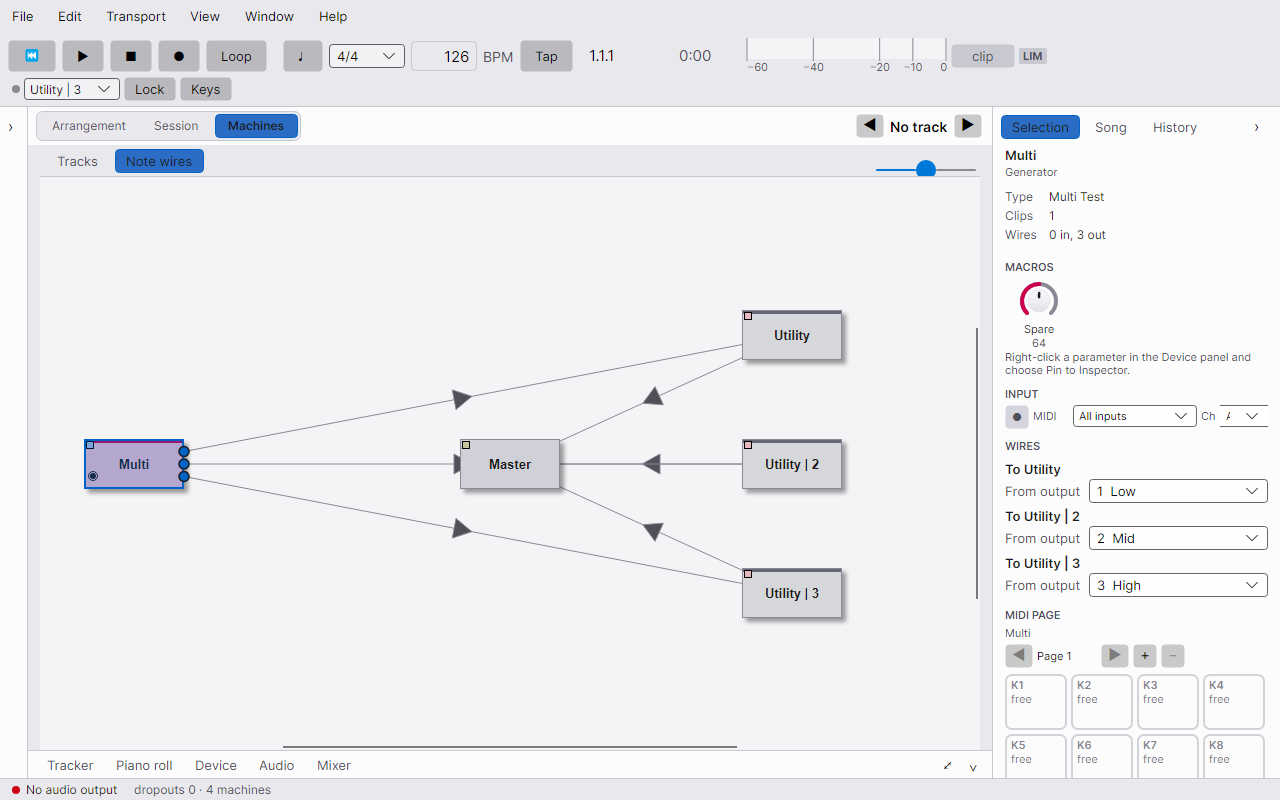 File Edit Transport View Window Help
Loop 4/4 126 BPM Tap 1.1.1 0:00 −60 −40 −20 −10 0 clip LIM
Utility | 3 Lock Keys
Arrangement Session Machines No track
Tracks Note wires
Utility
Multi
Master
Utility | 2
Utility | 3
Selection Song History
Multi
Generator
Type Multi Test
Clips 1
Wires 0 in, 3 out
MACROS
Spare
64
Right-click a parameter in the Device panel and
choose Pin to Inspector.
INPUT
MIDI All inputs Ch
WIRES
To Utility
From output 1 Low
To Utility | 2
From output 2 Mid
To Utility | 3
From output 3 High
MIDI PAGE
Multi
Page 1 + −
K1 K2 K3 K4
free free free free
K5 K6 K7 K8
free free free free
Tracker Piano roll Device Audio Mixer
No audio output dropouts 0 · 4 machines